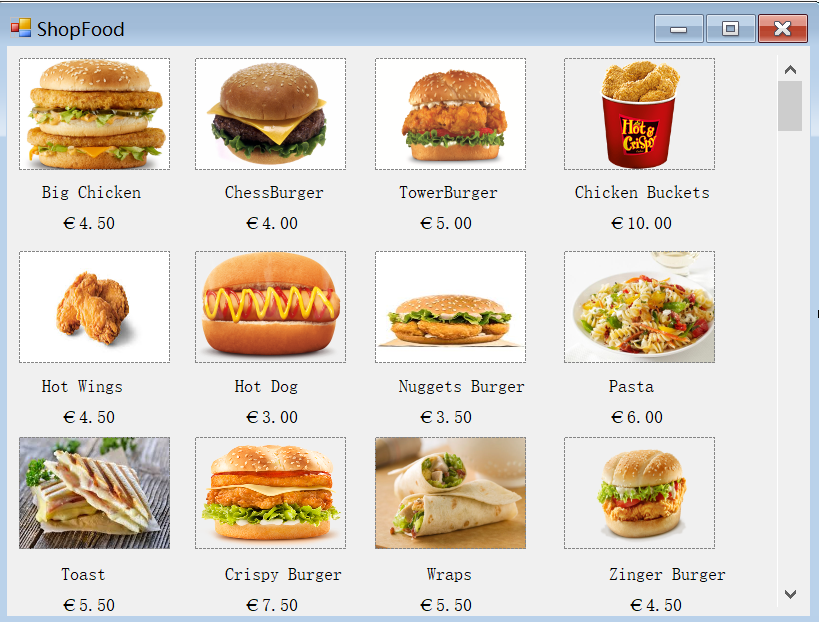 ShopFood
Hot &
Crispy
Big Chicken
ChessBurger
TowerBurger
Chicken Buckets
€4.50
€4.00
€5.00
€10.00
Hot Wings
Hot Dog
Nuggets Burger
Pasta
€4.50
€3.00
€3.50
€6.00
Toast
Crispy Burger
Wraps
Zinger Burger
€5.50
€7.50
€5.50
€4.50